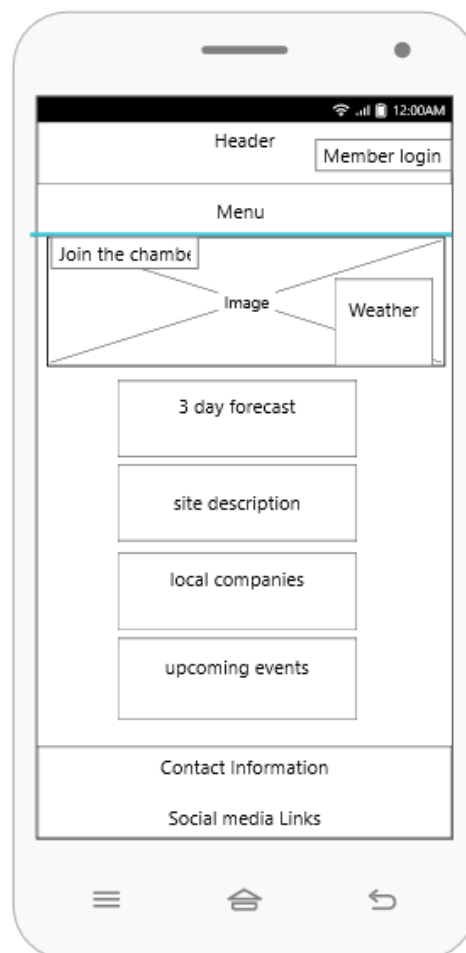 12:00AM
Header
Member login
Menu
Join the chambe
Image
Weather
3 day forecast
site description
local companies
upcoming events
Contact Information
Social media Links